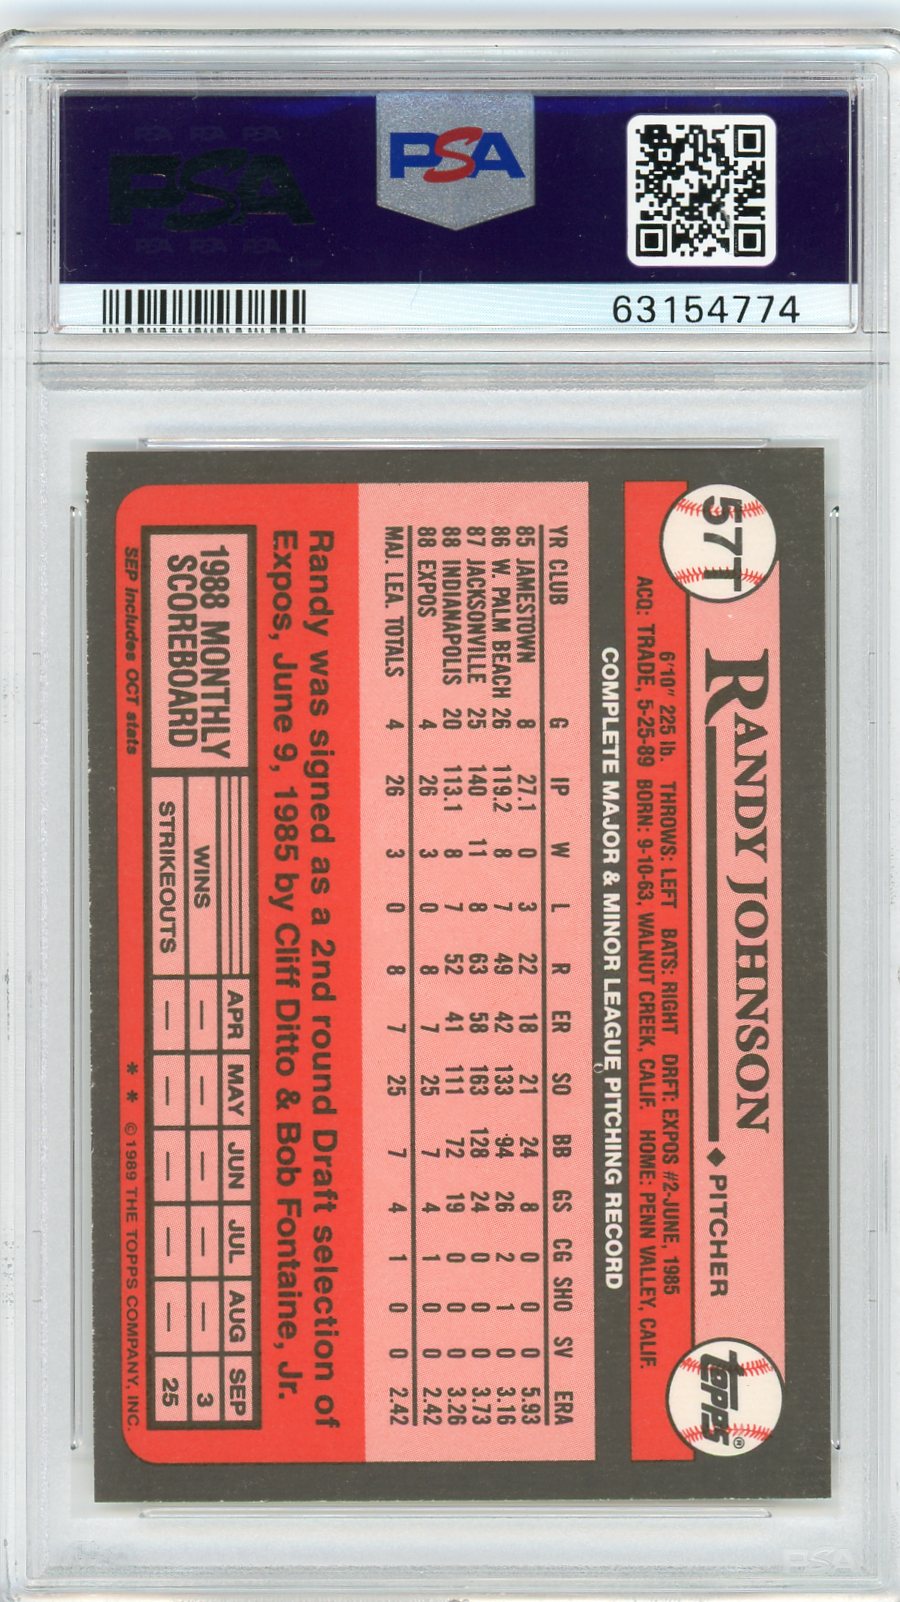 PSA
PSA
63154774
57T
RANDY JOHNSON ♦ PITCHER
Topps®
6'10" 225 lb. THROWS: LEFT BATS: RIGHT DRFT: EXPOS #2-JUNE, 1985
ACQ: TRADE, 5-25-89 BORN: 9-10-63, WALNUT CREEK, CALIF. HOME: PENN VALLEY, CALIF.
COMPLETE MAJOR & MINOR LEAGUE PITCHING RECORD
YR CLUB G IP W L R ER SO BB GS CG SHO SV ERA
85 JAMESTOWN 8 27.1 0 3 22 18 21 24 8 0 0 0 5.93
86 W. PALM BEACH 26 119.2 8 7 49 42 133 94 26 2 1 0 3.16
87 JACKSONVILLE 25 140 11 8 63 58 163 128 24 0 0 0 3.73
88 INDIANAPOLIS 20 113.1 8 7 52 41 111 72 19 0 0 0 3.26
88 EXPOS 4 26 3 0 8 7 25 7 4 1 0 0 2.42
MAJ. LEA. TOTALS 4 26 3 0 8 7 25 7 4 1 0 0 2.42
Randy was signed as a 2nd round Draft selection of
Expos, June 9, 1985 by Cliff Ditto & Bob Fontaine, Jr.
1988 MONTHLY
SCOREBOARD
APR MAY JUN JUL AUG SEP
WINS — — — — — 3
STRIKEOUTS — — — — — 25
SEP includes OCT stats
* * © 1989 THE TOPPS COMPANY, INC.
PSA